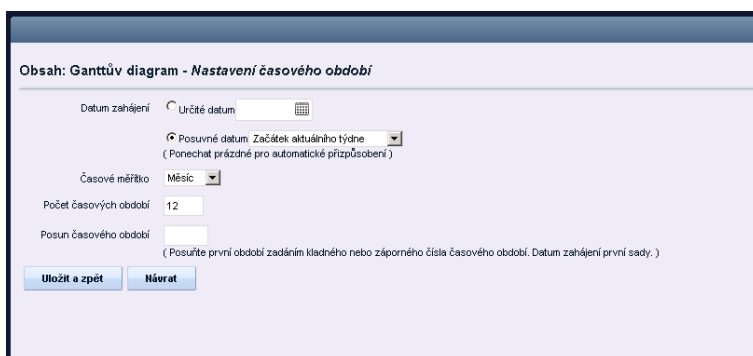 Obsah: Ganttův diagram - Nastavení časového období
Datum zahájení Určité datum
Posuvné datum Začátek aktuálního týdne
( Ponechat prázdné pro automatické přizpůsobení )
Časové měřítko Měsíc
Počet časových období 12
Posun časového období
( Posuňte první období zadáním kladného nebo záporného čísla časového období. Datum zahájení první sady. )
Uložit a zpět Návrat